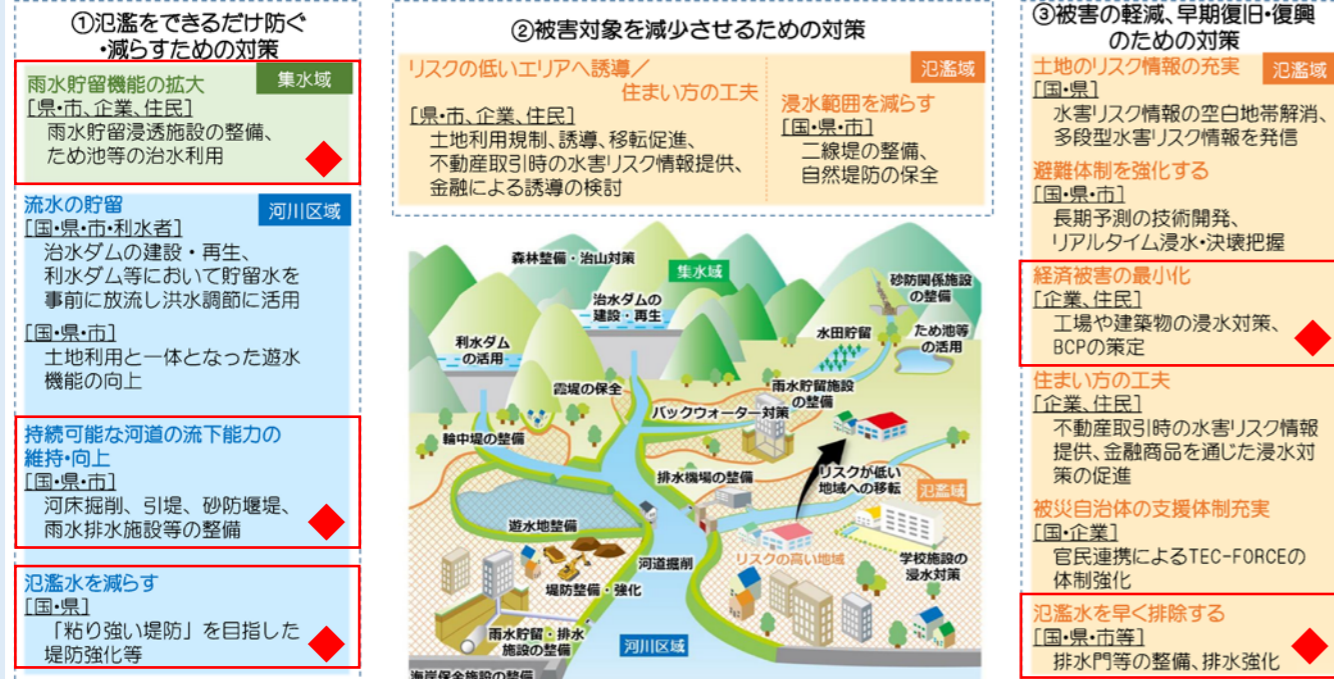 ①氾濫をできるだけ防ぐ
・減らすための対策
雨水貯留機能の拡大
集水域
[県・市、企業、住民]
雨水貯留浸透施設の整備、
ため池等の治水利用
流水の貯留
河川区域
[国・県・市・利水者]
治水ダムの建設・再生、
利水ダム等において貯留水を
事前に放流し洪水調節に活用
[国・県・市]
土地利用と一体となった遊水
機能の向上
持続可能な河道の流下能力の
維持・向上
[国・県・市]
河床掘削、引堤、砂防堰堤、
雨水排水施設等の整備
氾濫水を減らす
[国・県]
「粘り強い堤防」を目指した
堤防強化等
②被害対象を減少させるための対策
リスクの低いエリアへ誘導／
住まい方の工夫
[県・市、企業、住民]
土地利用規制、誘導、移転促進、
不動産取引時の水害リスク情報提供、
金融による誘導の検討
氾濫域
浸水範囲を減らす
[国・県・市]
二線堤の整備、
自然堤防の保全
森林整備・治山対策
集水域
砂防関係施設
の整備
治水ダムの
建設・再生
水田貯留
ため池等
の活用
利水ダム
の活用
霞堤の保全
雨水貯留施設
の整備
バックウォーター対策
輪中堤の整備
排水機場の整備
リスクが低い
地域への移転
氾濫域
遊水地整備
河道掘削
リスクの高い地域
学校施設の
浸水対策
堤防整備・強化
雨水貯留・排水
施設の整備
河川区域
海岸保全施設の整備
③被害の軽減、早期復旧・復興
のための対策
土地のリスク情報の充実
氾濫域
[国・県]
水害リスク情報の空白地帯解消、
多段型水害リスク情報を発信
避難体制を強化する
[国・県・市]
長期予測の技術開発、
リアルタイム浸水・決壊把握
経済被害の最小化
[企業、住民]
工場や建築物の浸水対策、
BCPの策定
住まい方の工夫
[企業、住民]
不動産取引時の水害リスク情報
提供、金融商品を通じた浸水対
策の促進
被災自治体の支援体制充実
[国・企業]
官民連携によるTEC-FORCEの
体制強化
氾濫水を早く排除する
[国・県・市等]
排水門等の整備、排水強化